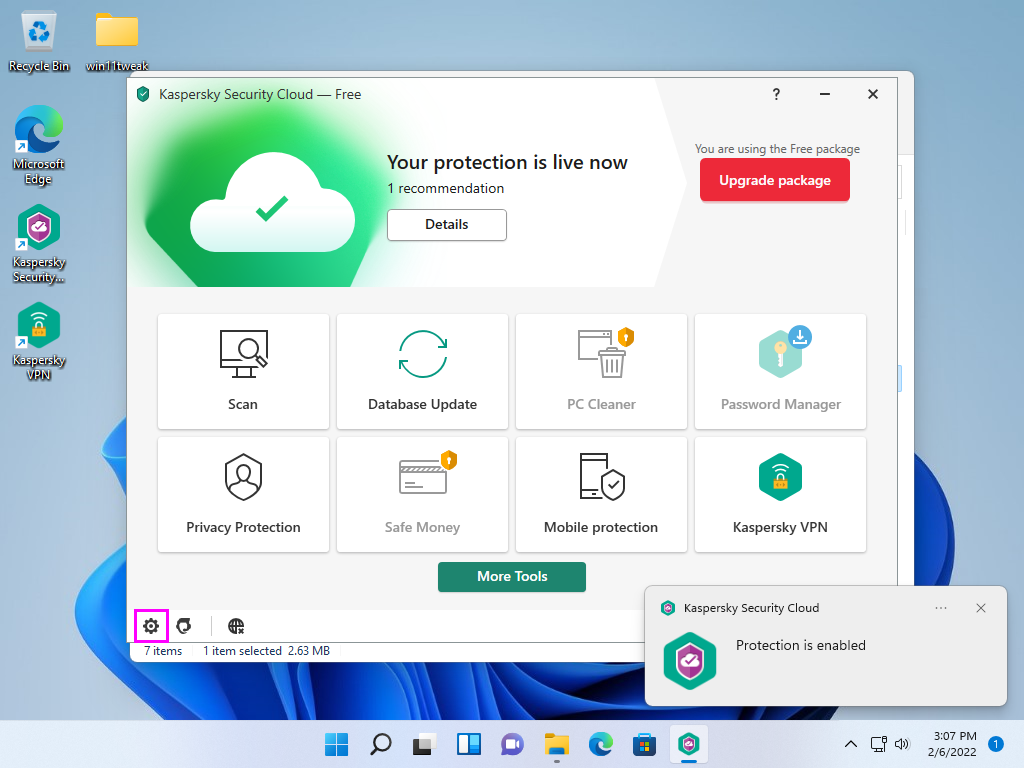 Recycle Bin
win11tweak
Microsoft
Edge
Kaspersky
Security...
Kaspersky
VPN
Kaspersky Security Cloud — Free
?
Your protection is live now
1 recommendation
Details
You are using the Free package
Upgrade package
Scan
Database Update
PC Cleaner
Password Manager
Privacy Protection
Safe Money
Mobile protection
Kaspersky VPN
More Tools
7 items
1 item selected 2.63 MB
Kaspersky Security Cloud
Protection is enabled
3:07 PM
2/6/2022
1